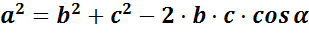 a² = b² + c² − 2 · b · c · cos α